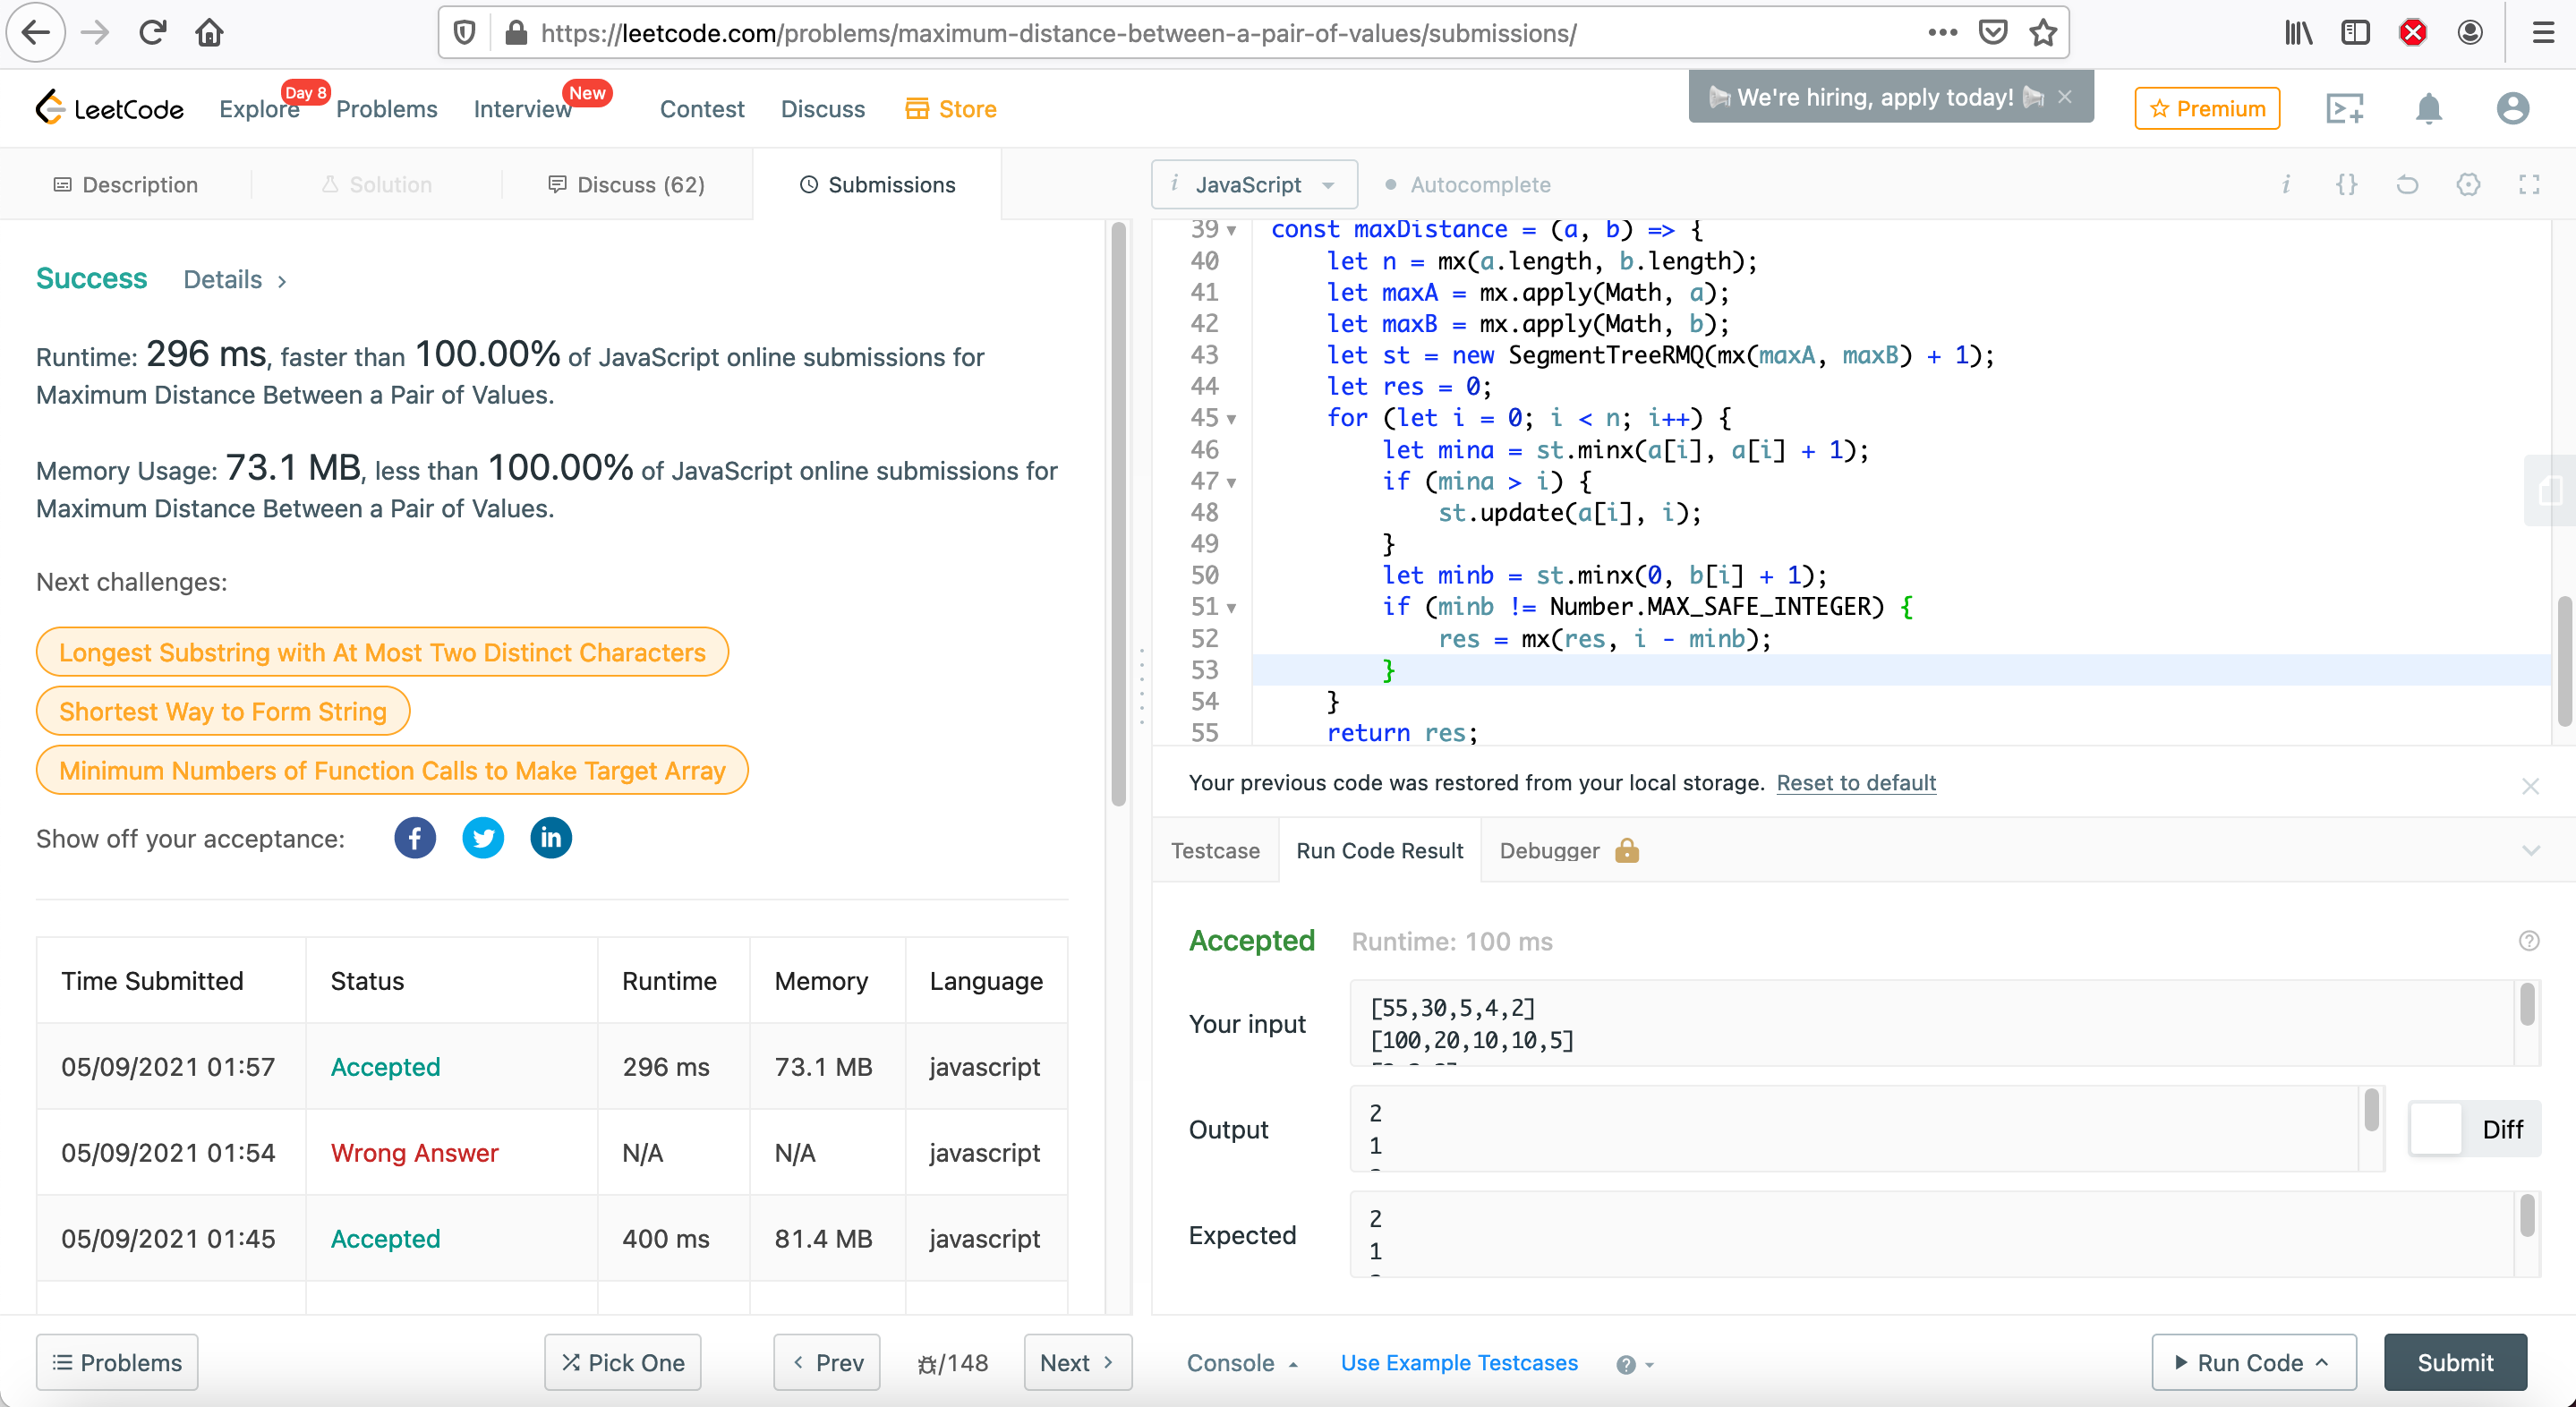 https://leetcode.com/problems/maximum-distance-between-a-pair-of-values/submissions/
LeetCode
Explore
Day 8
Problems
Interview
New
Contest
Discuss
Store
We're hiring, apply today!
Premium
Description
Solution
Discuss (62)
Submissions
Success
Details
Runtime: 296 ms, faster than 100.00% of JavaScript online submissions for
Maximum Distance Between a Pair of Values.
Memory Usage: 73.1 MB, less than 100.00% of JavaScript online submissions for
Maximum Distance Between a Pair of Values.
Next challenges:
Longest Substring with At Most Two Distinct Characters
Shortest Way to Form String
Minimum Numbers of Function Calls to Make Target Array
Show off your acceptance:
Time Submitted Status Runtime Memory Language
05/09/2021 01:57 Accepted 296 ms 73.1 MB javascript
05/09/2021 01:54 Wrong Answer N/A N/A javascript
05/09/2021 01:45 Accepted 400 ms 81.4 MB javascript
Problems
Pick One
< Prev
/148
Next >
i JavaScript
Autocomplete
39 const maxDistance = (a, b) => {
40 let n = mx(a.length, b.length);
41 let maxA = mx.apply(Math, a);
42 let maxB = mx.apply(Math, b);
43 let st = new SegmentTreeRMQ(mx(maxA, maxB) + 1);
44 let res = 0;
45 for (let i = 0; i < n; i++) {
46 let mina = st.minx(a[i], a[i] + 1);
47 if (mina > i) {
48 st.update(a[i], i);
49 }
50 let minb = st.minx(0, b[i] + 1);
51 if (minb != Number.MAX_SAFE_INTEGER) {
52 res = mx(res, i - minb);
53 }
54 }
55 return res;
Your previous code was restored from your local storage. Reset to default
Testcase
Run Code Result
Debugger
Accepted
Runtime: 100 ms
Your input
[55,30,5,4,2]
[100,20,10,10,5]
Output
2
1
Diff
Expected
2
1
Console
Use Example Testcases
Run Code
Submit